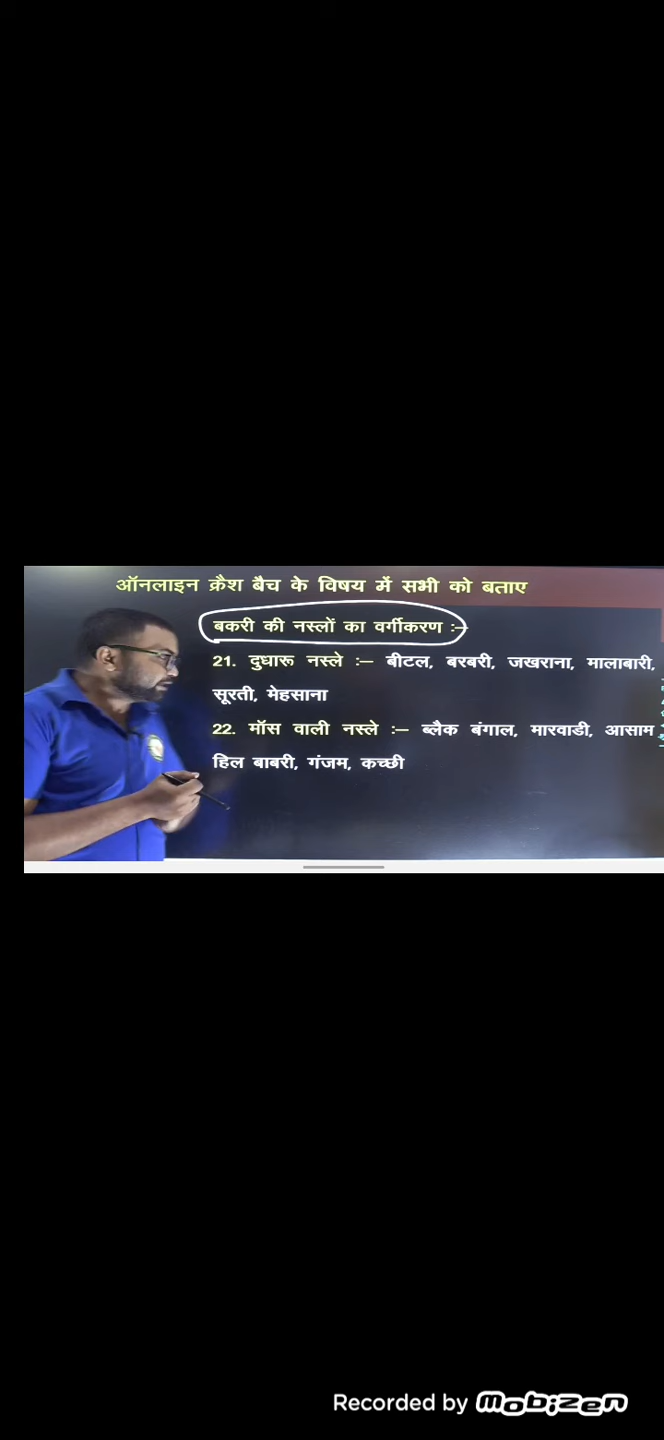 ऑनलाइन क्रैश बैच के विषय में सभी को बताए
बकरी की नस्लों का वर्गीकरण :–
21. दुधारू नस्ले :– बीटल, बरबरी, जखराना, मालाबारी,
सूरती, मेहसाना
22. मॉस वाली नस्ले :– ब्लैक बंगाल, मारवाडी, आसाम
हिल बाबरी, गंजम, कच्छी
Recorded by mobizen